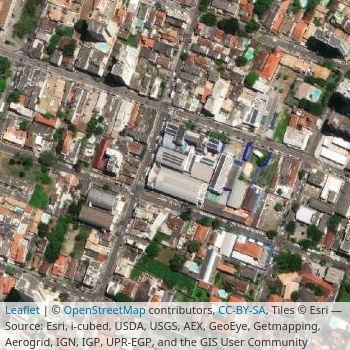 Leaflet | © OpenStreetMap contributors, CC-BY-SA, Tiles © Esri —
Source: Esri, i-cubed, USDA, USGS, AEX, GeoEye, Getmapping,
Aerogrid, IGN, IGP, UPR-EGP, and the GIS User Community